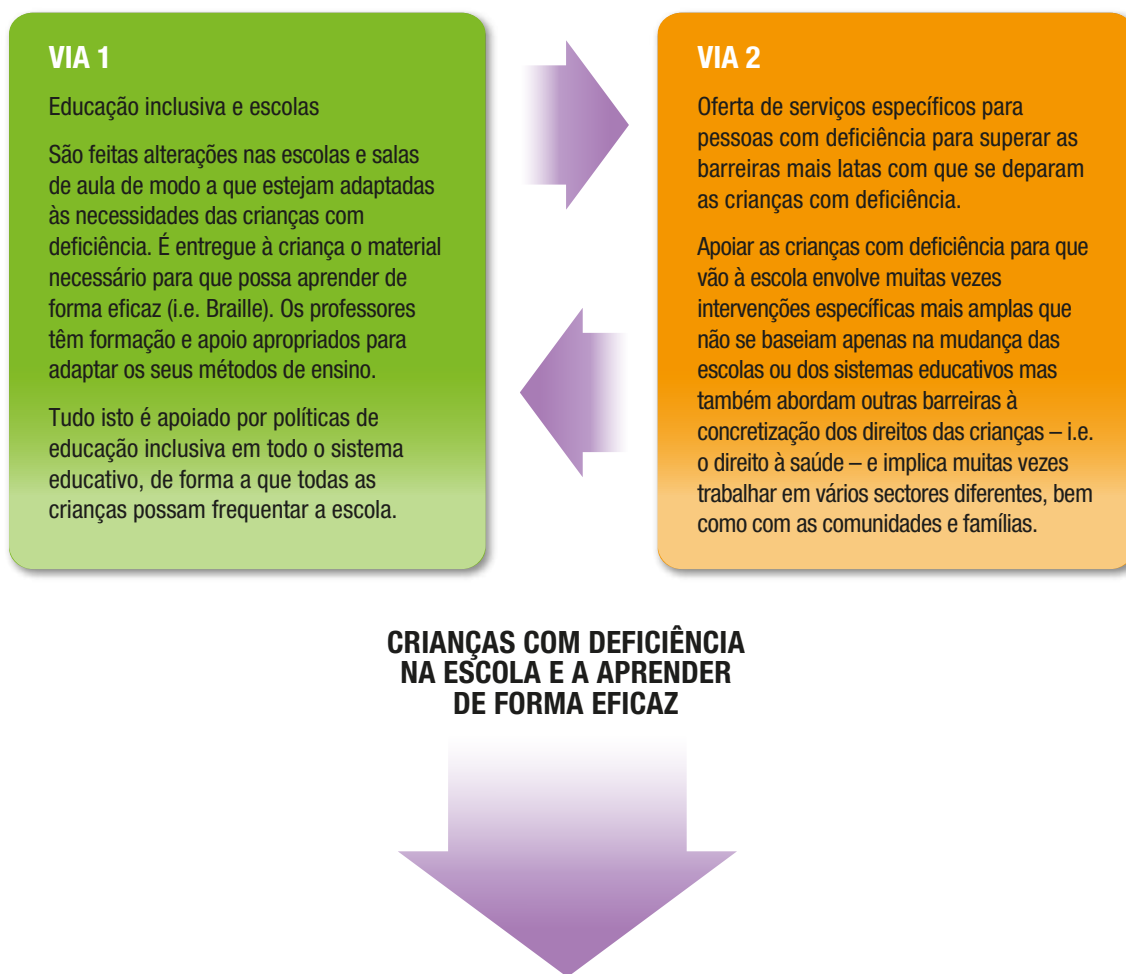 VIA 1
Educação inclusiva e escolas
São feitas alterações nas escolas e salas
de aula de modo a que estejam adaptadas
às necessidades das crianças com
deficiência. É entregue à criança o material
necessário para que possa aprender de
forma eficaz (i.e. Braille). Os professores
têm formação e apoio apropriados para
adaptar os seus métodos de ensino.
Tudo isto é apoiado por políticas de
educação inclusiva em todo o sistema
educativo, de forma a que todas as
crianças possam frequentar a escola.
VIA 2
Oferta de serviços específicos para
pessoas com deficiência para superar as
barreiras mais latas com que se deparam
as crianças com deficiência.
Apoiar as crianças com deficiência para que
vão à escola envolve muitas vezes
intervenções específicas mais amplas que
não se baseiam apenas na mudança das
escolas ou dos sistemas educativos mas
também abordam outras barreiras à
concretização dos direitos das crianças – i.e.
o direito à saúde – e implica muitas vezes
trabalhar em vários sectores diferentes, bem
como com as comunidades e famílias.
CRIANÇAS COM DEFICIÊNCIA
NA ESCOLA E A APRENDER
DE FORMA EFICAZ